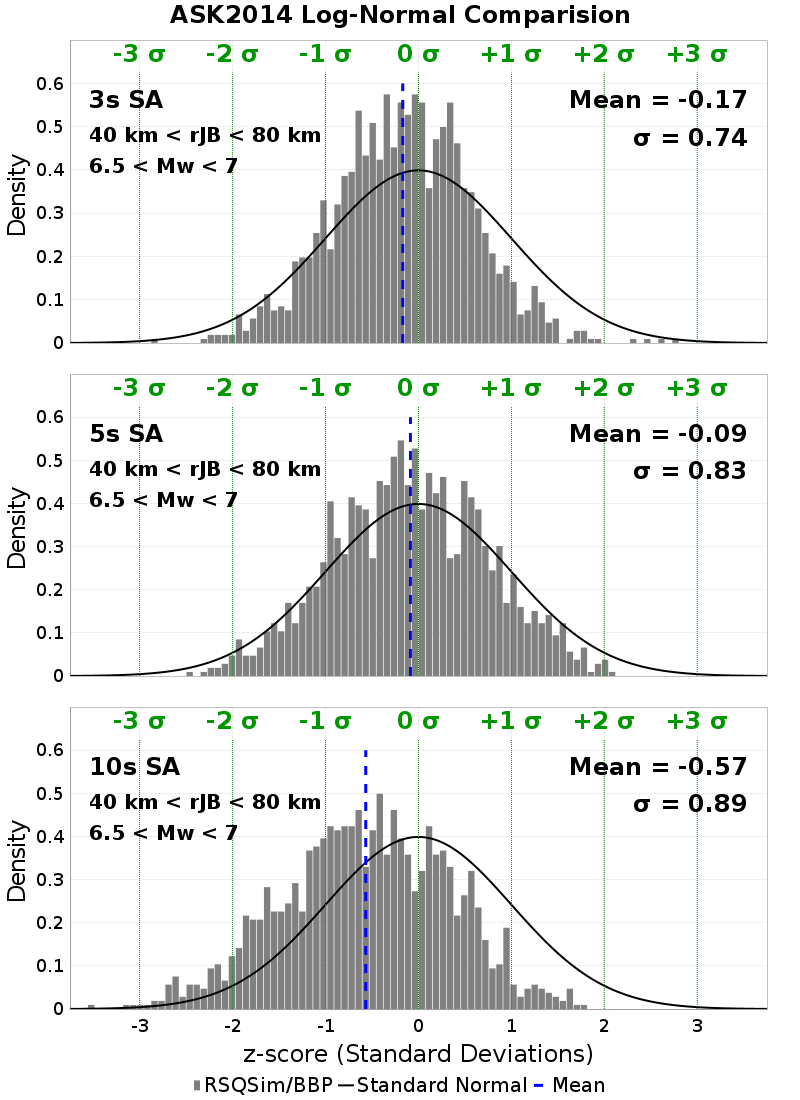 ASK2014 Log-Normal Comparision
-3 σ -2 σ -1 σ 0 σ +1 σ +2 σ +3 σ
3s SA
40 km < rJB < 80 km
6.5 < Mw < 7
Mean = -0.17
σ = 0.74
Density
0.6
0.5
0.4
0.3
0.2
0.1
0
-3 σ -2 σ -1 σ 0 σ +1 σ +2 σ +3 σ
5s SA
40 km < rJB < 80 km
6.5 < Mw < 7
Mean = -0.09
σ = 0.83
Density
0.6
0.5
0.4
0.3
0.2
0.1
0
-3 σ -2 σ -1 σ 0 σ +1 σ +2 σ +3 σ
10s SA
40 km < rJB < 80 km
6.5 < Mw < 7
Mean = -0.57
σ = 0.89
Density
0.6
0.5
0.4
0.3
0.2
0.1
0
-3 -2 -1 0 1 2 3
z-score (Standard Deviations)
RSQSim/BBP Standard Normal Mean